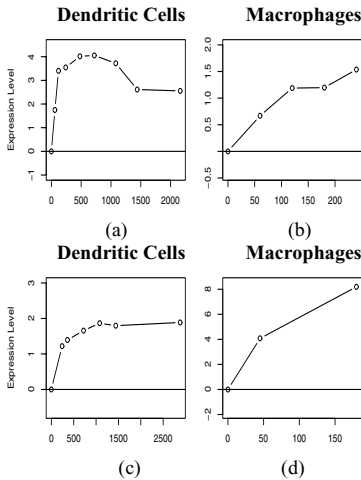 Dendritic Cells Macrophages
Expression Level
−1 0 1 2 3 4
0 500 1000 1500 2000
−0.5 0.0 0.5 1.0 1.5 2.0
0 50 100 150 200
(a) (b)
Dendritic Cells Macrophages
Expression Level
0 1 2 3
0 500 1500 2500
−2 0 2 4 6 8
0 50 100 150
(c) (d)